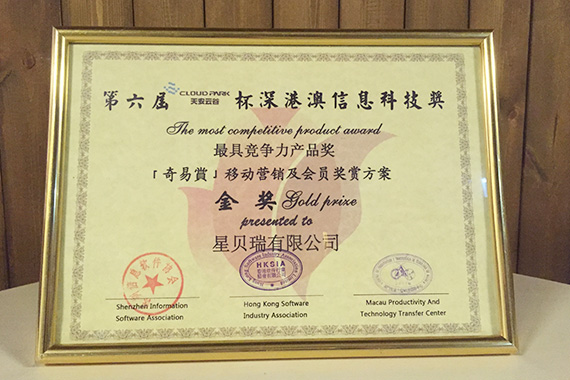 第六届 CLOUD PARK 天安云谷 杯深港澳信息科技奖
The most competitive product award
最具竞争力产品奖
「奇易賞」移动营销及会员奖赏方案
金奖 Gold prize
presented to
星贝瑞有限公司
HKSIA
Shenzhen Information
Software Association
Hong Kong Software
Industry Association
Macau Productivity And
Technology Transfer Center